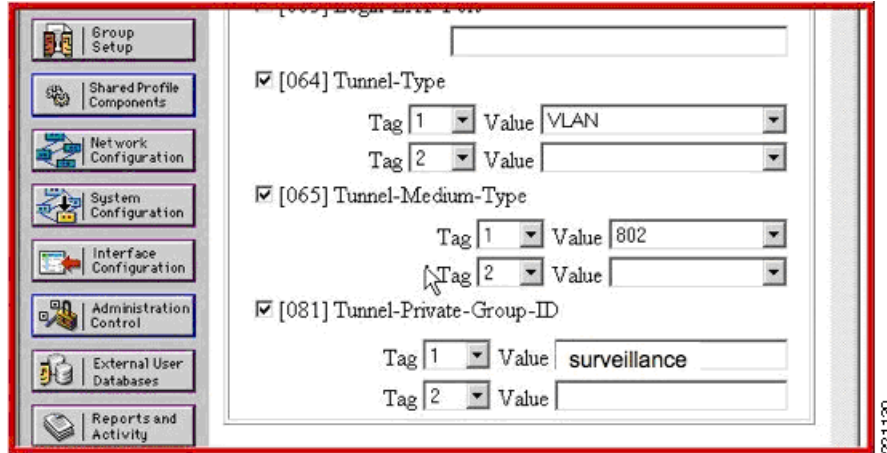 Group
Setup
Shared Profile
Components
Network
Configuration
System
Configuration
Interface
Configuration
Administration
Control
External User
Databases
Reports and
Activity
[064] Tunnel-Type
Tag 1 Value VLAN
Tag 2 Value
[065] Tunnel-Medium-Type
Tag 1 Value 802
Tag 2 Value
[081] Tunnel-Private-Group-ID
Tag 1 Value surveillance
Tag 2 Value